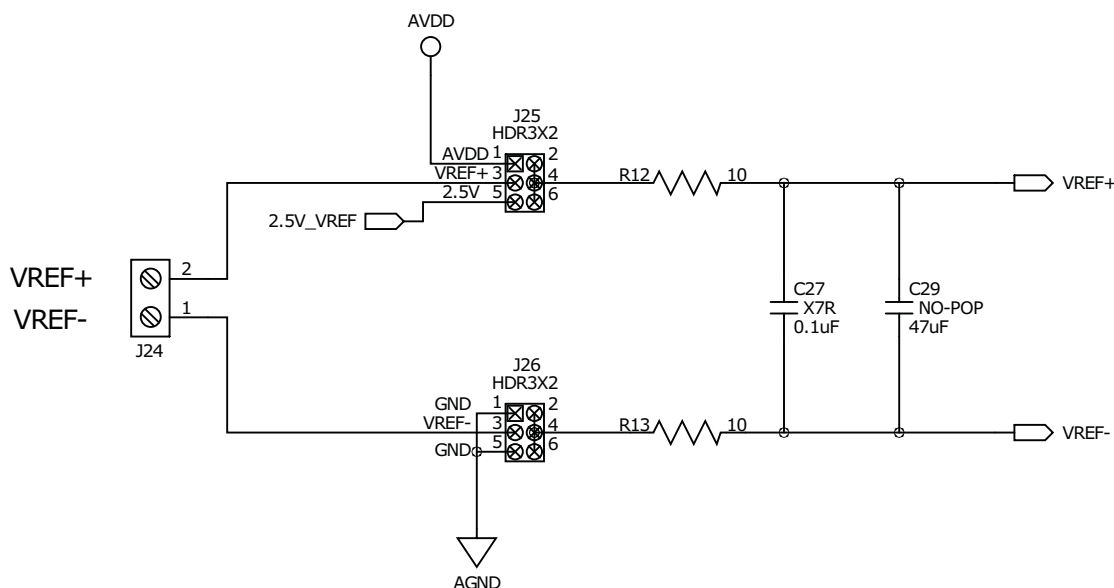 AVDD
J25
HDR3X2
AVDD 1 2
VREF+ 3 4
2.5V 5 6
R12 10
VREF+
2.5V_VREF
VREF+ 2
VREF- 1
J24
C27
X7R
0.1uF
C29
NO-POP
47uF
J26
HDR3X2
GND 1 2
VREF- 3 4
GND 5 6
R13 10
VREF-
AGND